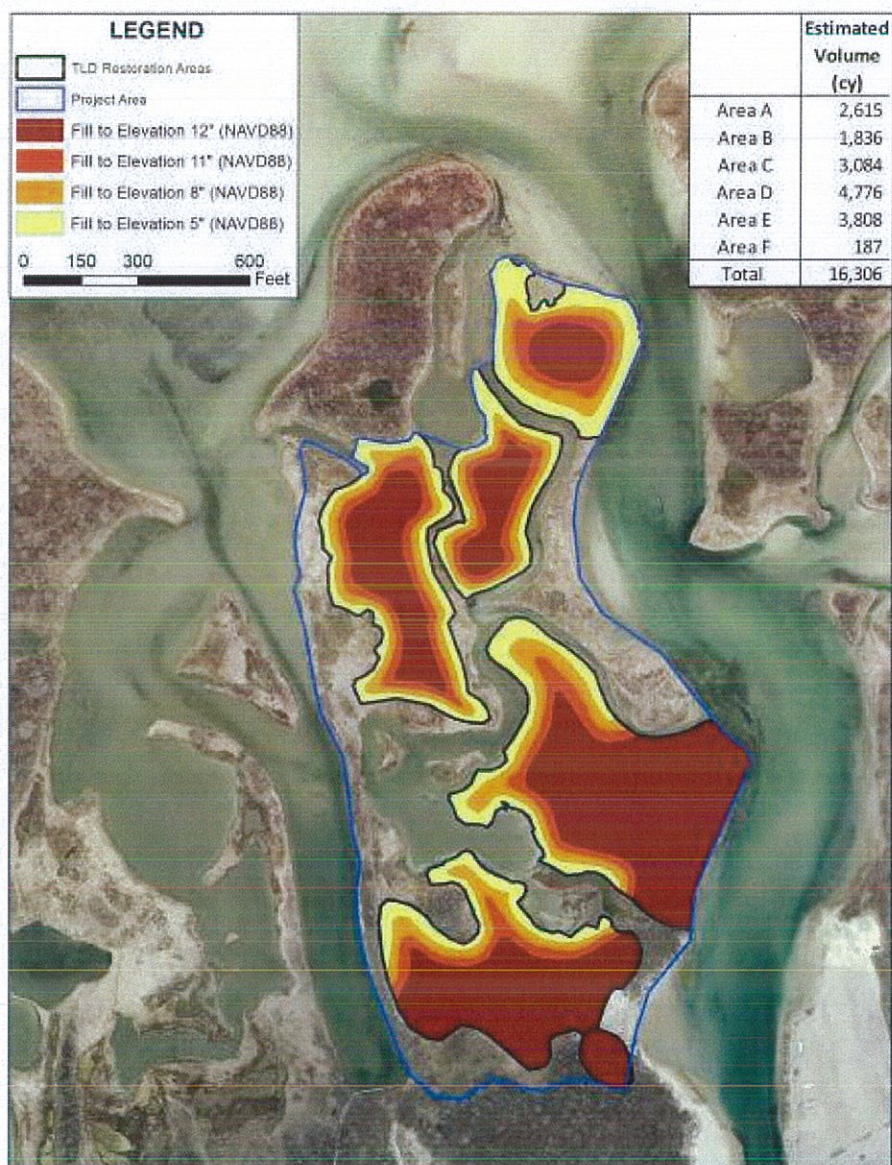 LEGEND
TLD Restoration Areas
Project Area
Fill to Elevation 12" (NAVD88)
Fill to Elevation 11" (NAVD88)
Fill to Elevation 8" (NAVD88)
Fill to Elevation 5" (NAVD88)
0 150 300 600
Feet
Estimated
Volume
(cy)
Area A 2,615
Area B 1,836
Area C 3,084
Area D 4,776
Area E 3,808
Area F 187
Total 16,306